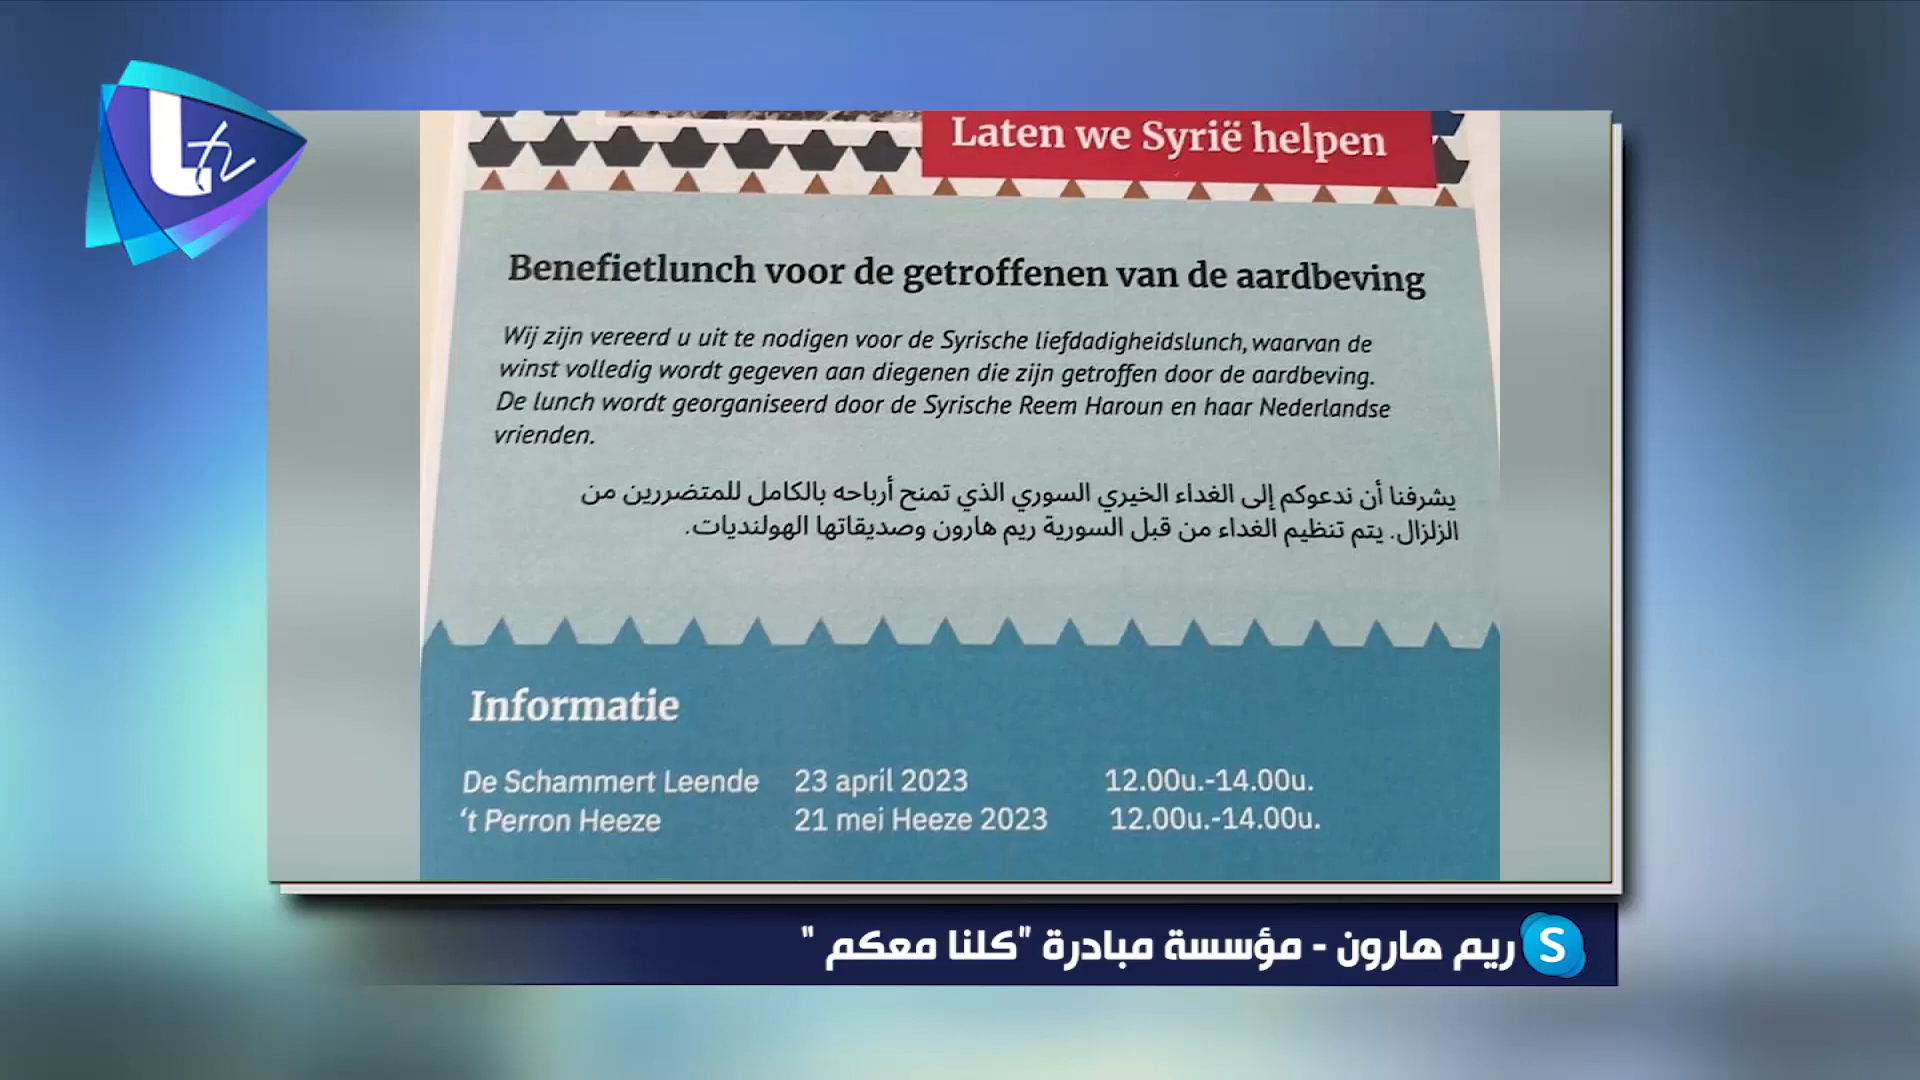 Ltv
Laten we Syrië helpen
Benefietlunch voor de getroffenen van de aardbeving
Wij zijn vereerd u uit te nodigen voor de Syrische liefdadigheidslunch, waarvan de
winst volledig wordt gegeven aan diegenen die zijn getroffen door de aardbeving.
De lunch wordt georganiseerd door de Syrische Reem Haroun en haar Nederlandse
vrienden.
يشرفنا أن ندعوكم إلى الغداء الخيري السوري الذي تمنح أرباحه بالكامل للمتضررين من
الزلزال. يتم تنظيم الغداء من قبل السورية ريم هارون وصديقاتها الهولنديات.
Informatie
De Schammert Leende 23 april 2023 12.00u.-14.00u.
‘t Perron Heeze 21 mei Heeze 2023 12.00u.-14.00u.
S ريم هارون - مؤسسة مبادرة "كلنا معكم "